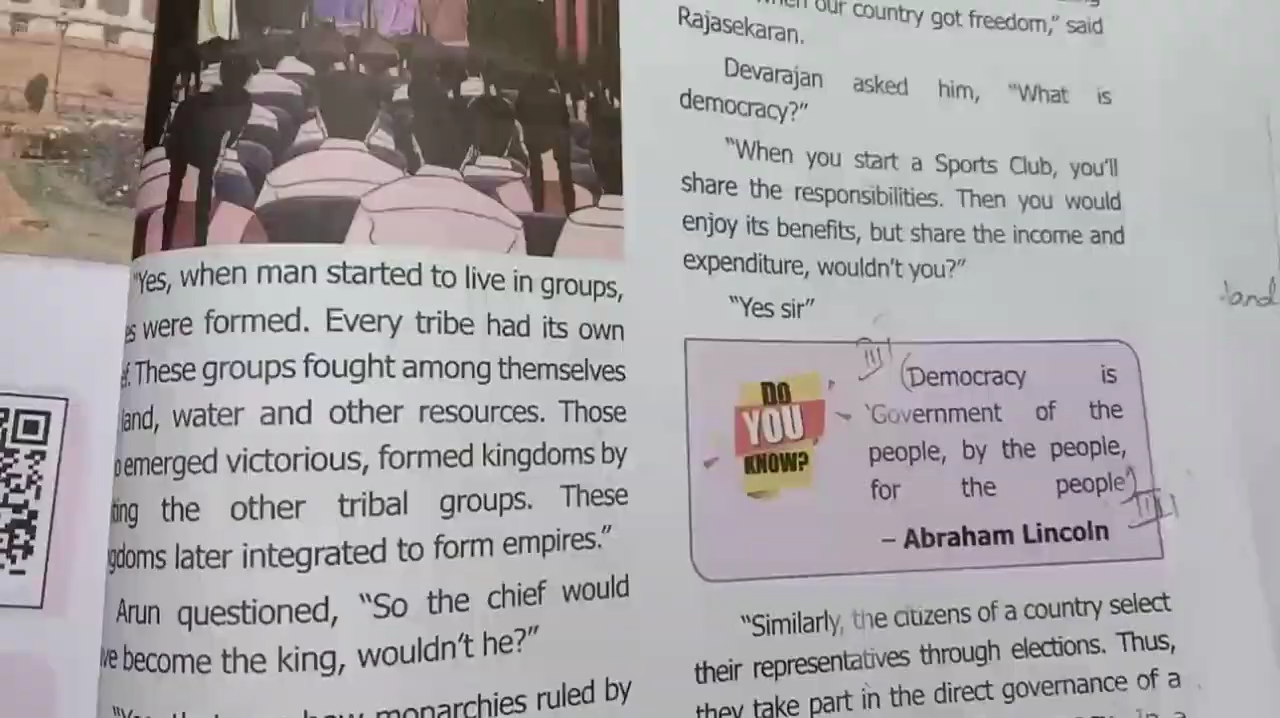 "Yes, when man started to live in groups,
were formed. Every tribe had its own
These groups fought among themselves
land, water and other resources. Those
emerged victorious, formed kingdoms by
the other tribal groups. These
later integrated to form empires."
Arun questioned, "So the chief would
become the king, wouldn't he?"
monarchies ruled by
our country got freedom," said
Rajasekaran.
Devarajan asked him, "What is
democracy?"
"When you start a Sports Club, you'll
share the responsibilities. Then you would
enjoy its benefits, but share the income and
expenditure, wouldn't you?"
"Yes sir"
DO
YOU
KNOW?
Democracy is
'Government of the
people, by the people,
for the people'
– Abraham Lincoln
"Similarly, the citizens of a country select
their representatives through elections. Thus,
they take part in the direct governance of a
land